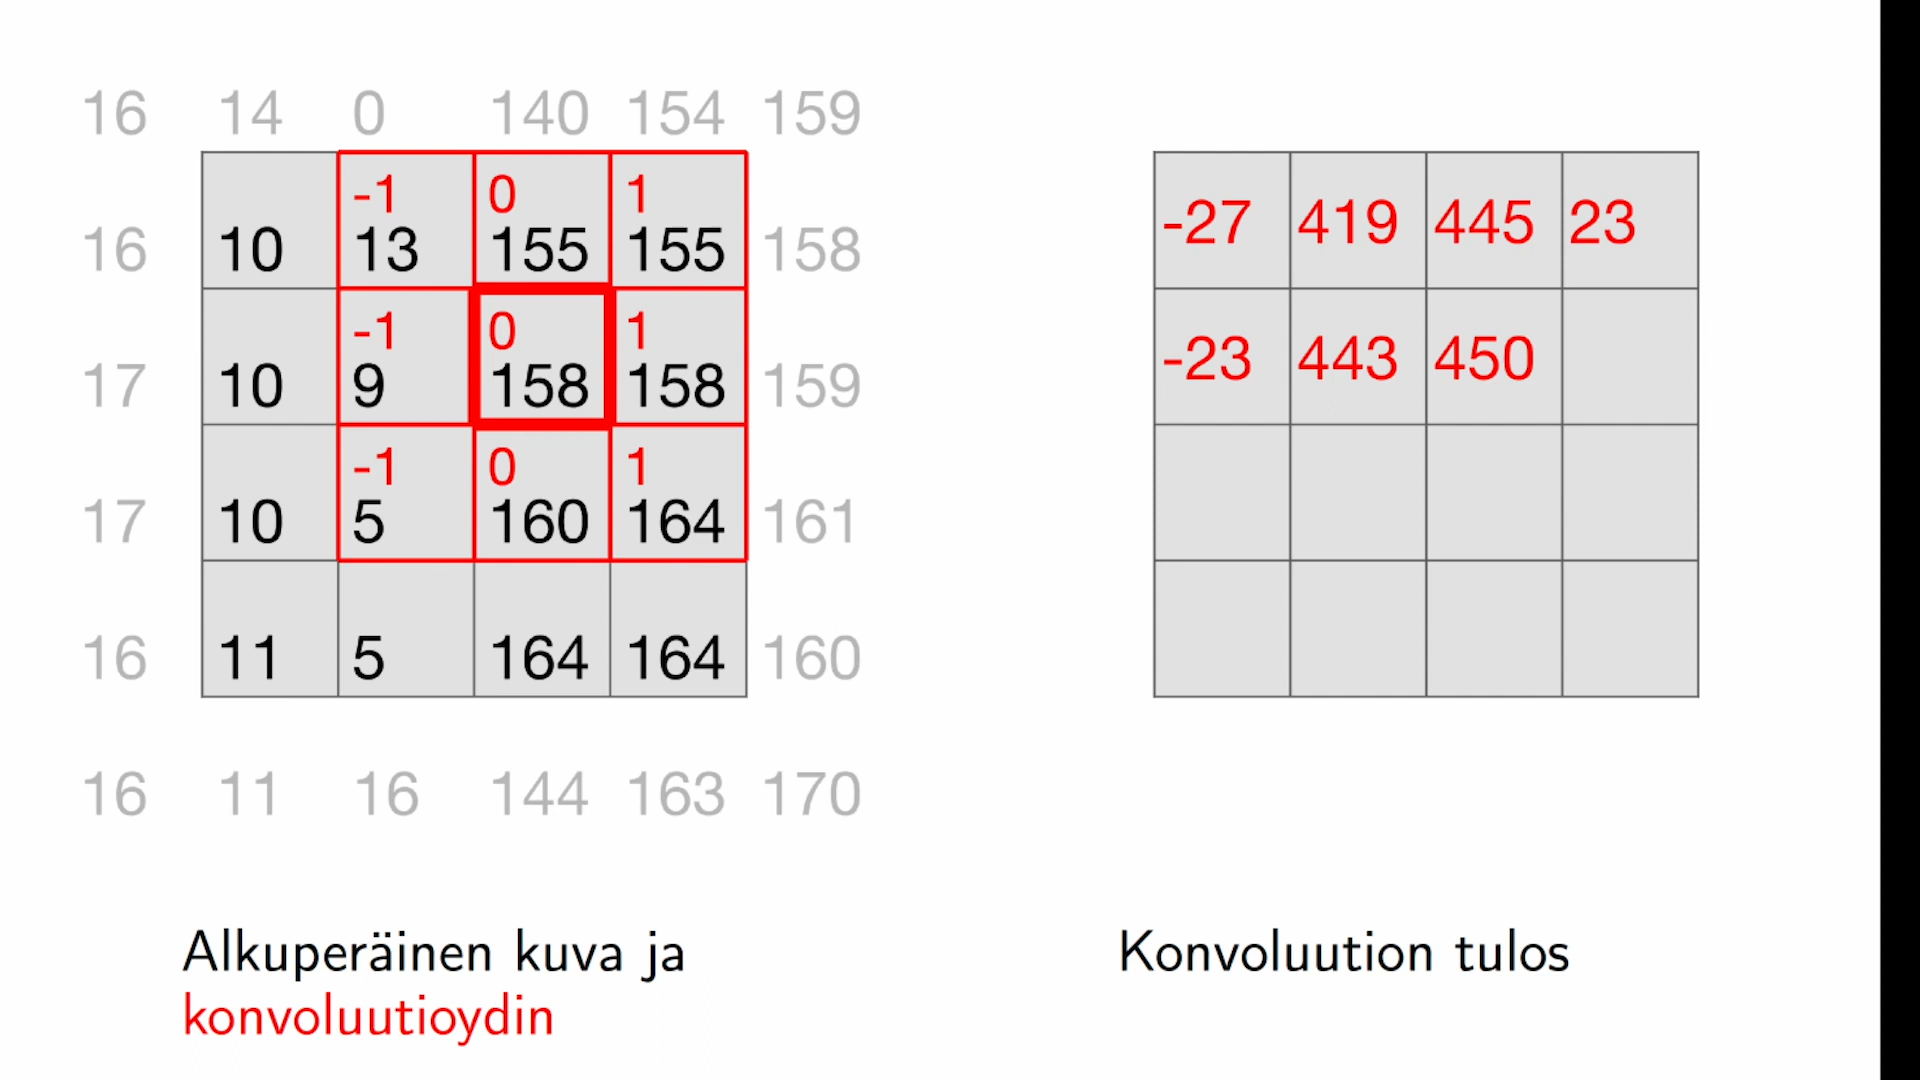 16 14 0 140 154 159
-1 0 1
16 10 13 155 155 158
-27 419 445 23
-1 0 1
17 10 9 158 158 159
-23 443 450
-1 0 1
17 10 5 160 164 161
16 11 5 164 164 160
16 11 16 144 163 170
Alkuperäinen kuva ja
konvoluutioydin
Konvoluution tulos